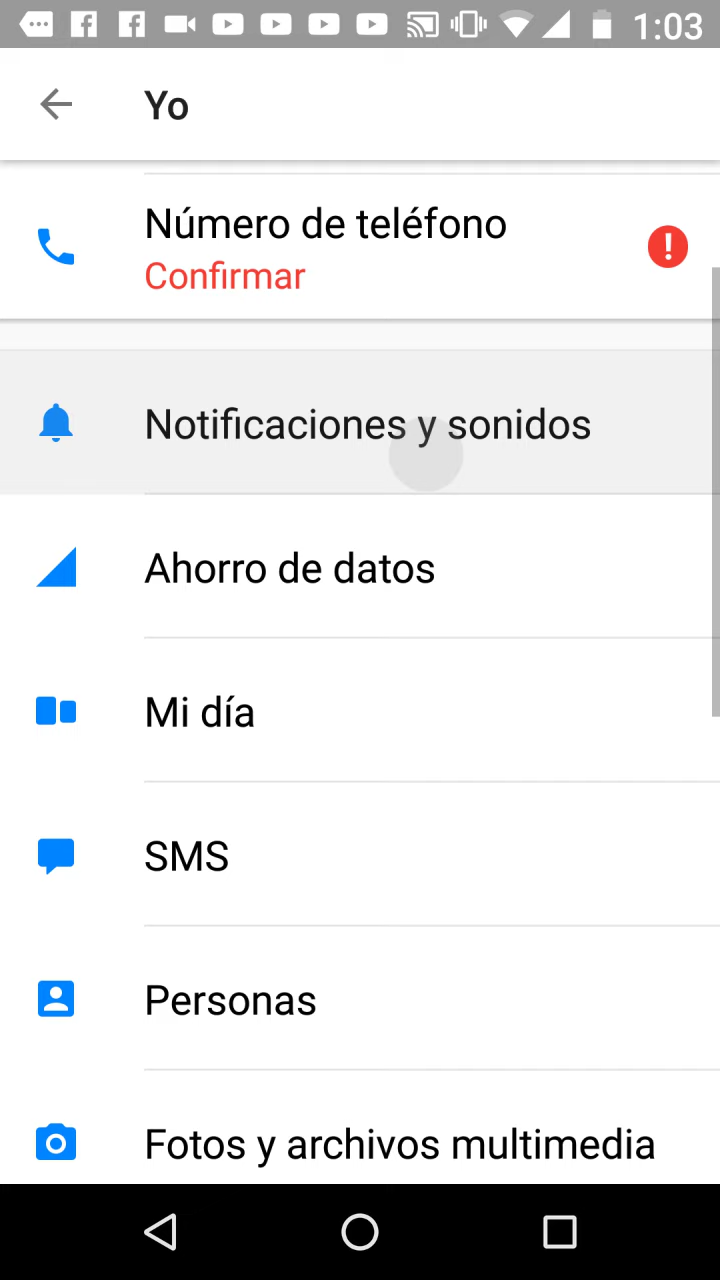 1:03
Yo
Número de teléfono
Confirmar
Notificaciones y sonidos
Ahorro de datos
Mi día
SMS
Personas
Fotos y archivos multimedia